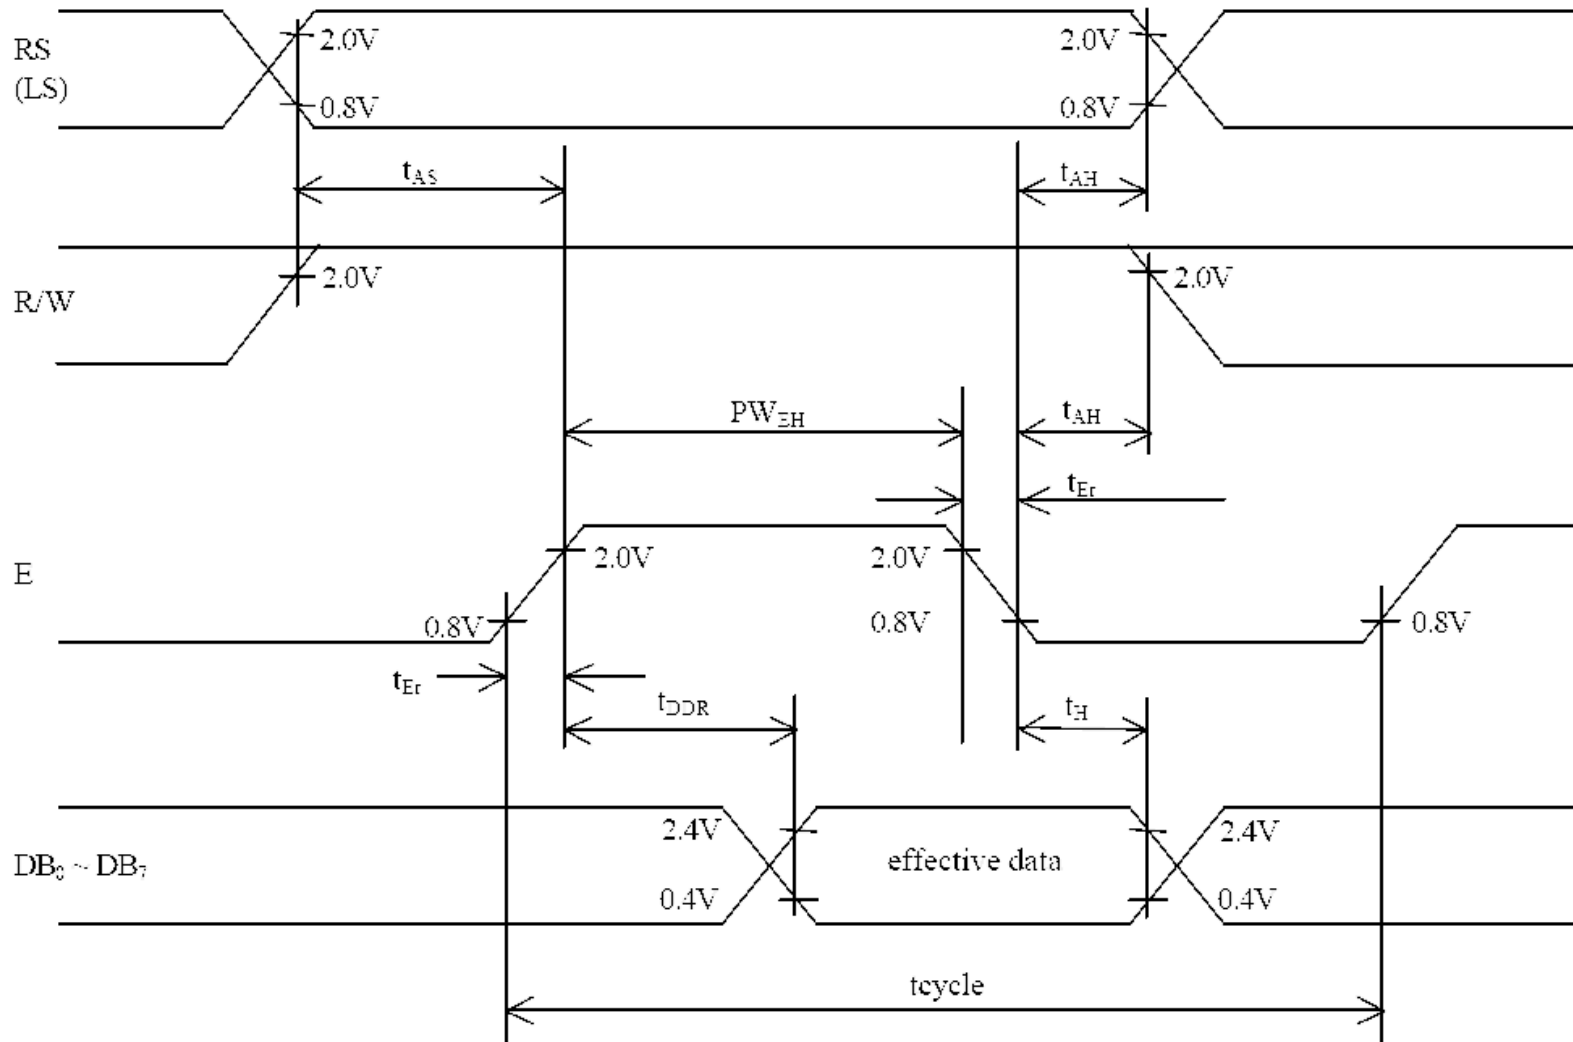 RS
(LS)
2.0V
2.0V
0.8V
0.8V
tAS
tAH
R/W
2.0V
2.0V
PWEH
tAH
tEr
E
2.0V
2.0V
0.8V
0.8V
0.8V
tEr
tDDR
tH
DB0 ~ DB7
2.4V
effective data
2.4V
0.4V
0.4V
tcycle